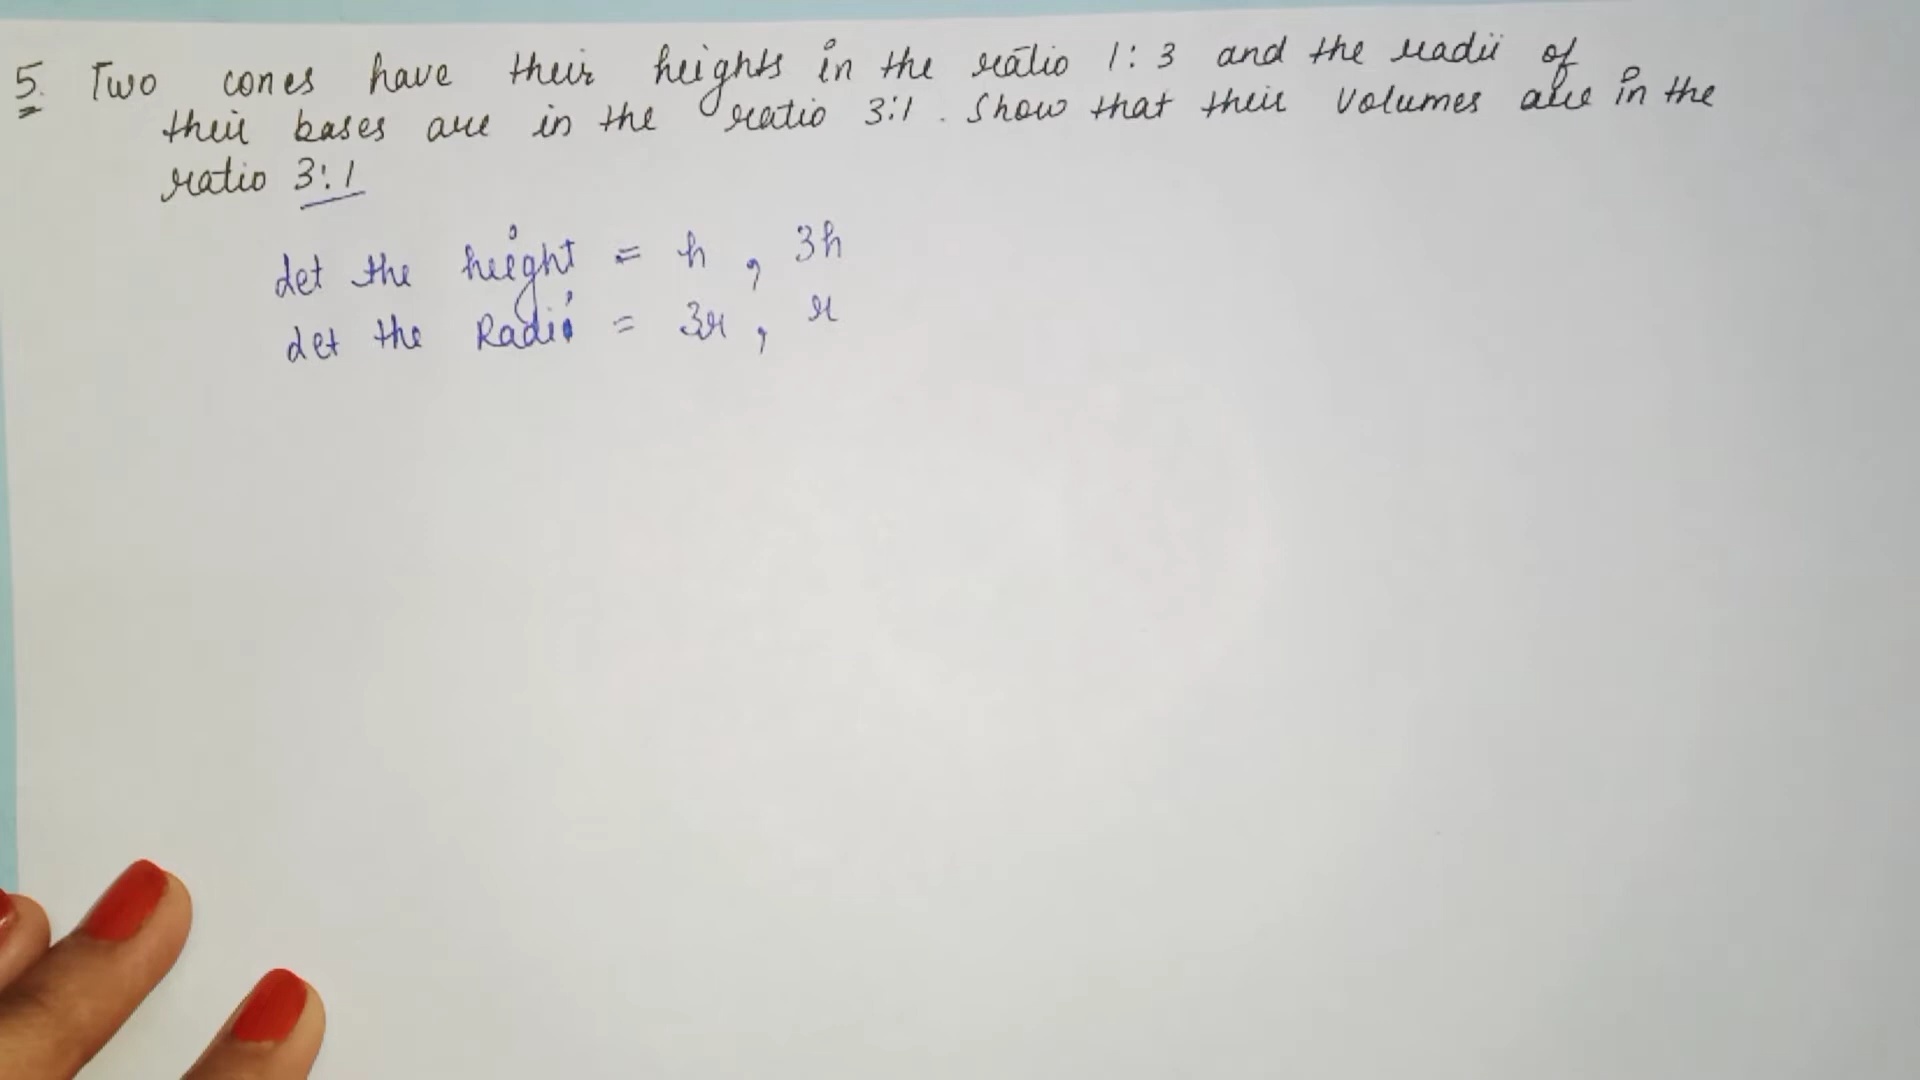 5. Two cones have their heights in the ratio 1:3 and the radii of
their bases are in the ratio 3:1. Show that their volumes are in the
ratio 3:1
Let the height = h, 3h
Let the Radii = 3r, r